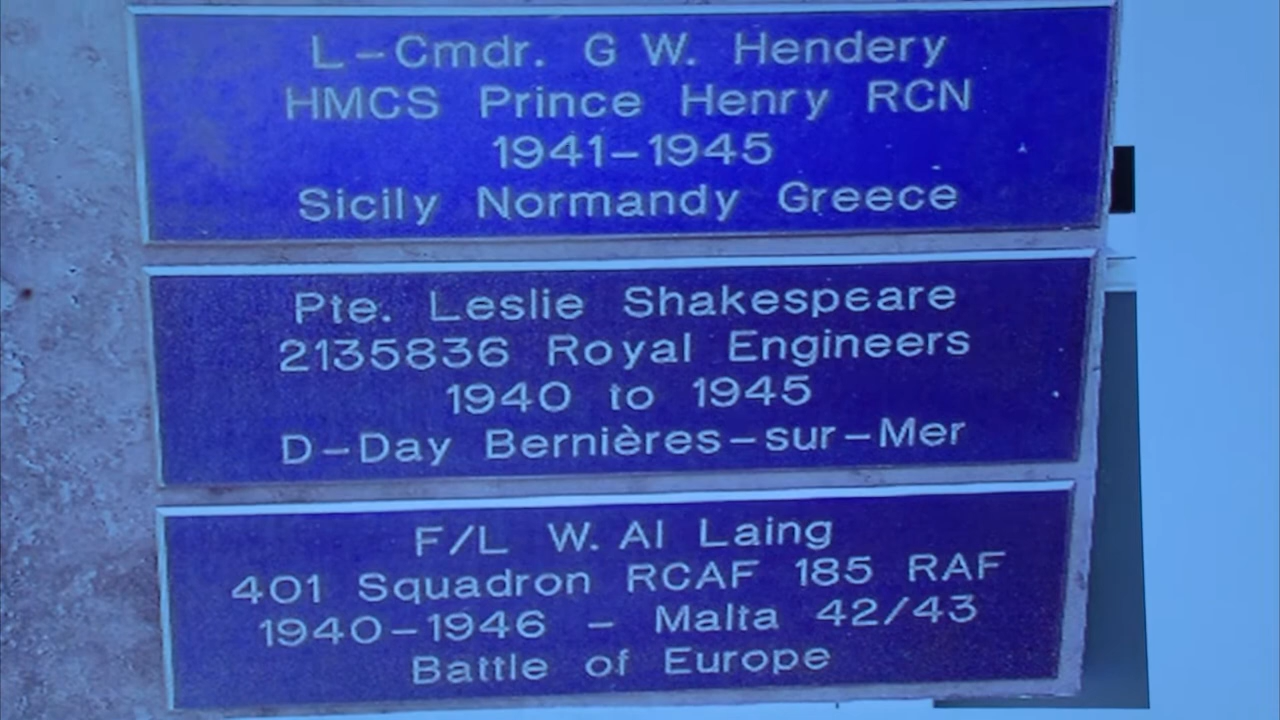 L-Cmdr. G W. Hendery
HMCS Prince Henry RCN
1941-1945
Sicily Normandy Greece
Pte. Leslie Shakespeare
2135836 Royal Engineers
1940 to 1945
D-Day Bernières-sur-Mer
F/L W. Al Laing
401 Squadron RCAF 185 RAF
1940-1946 - Malta 42/43
Battle of Europe